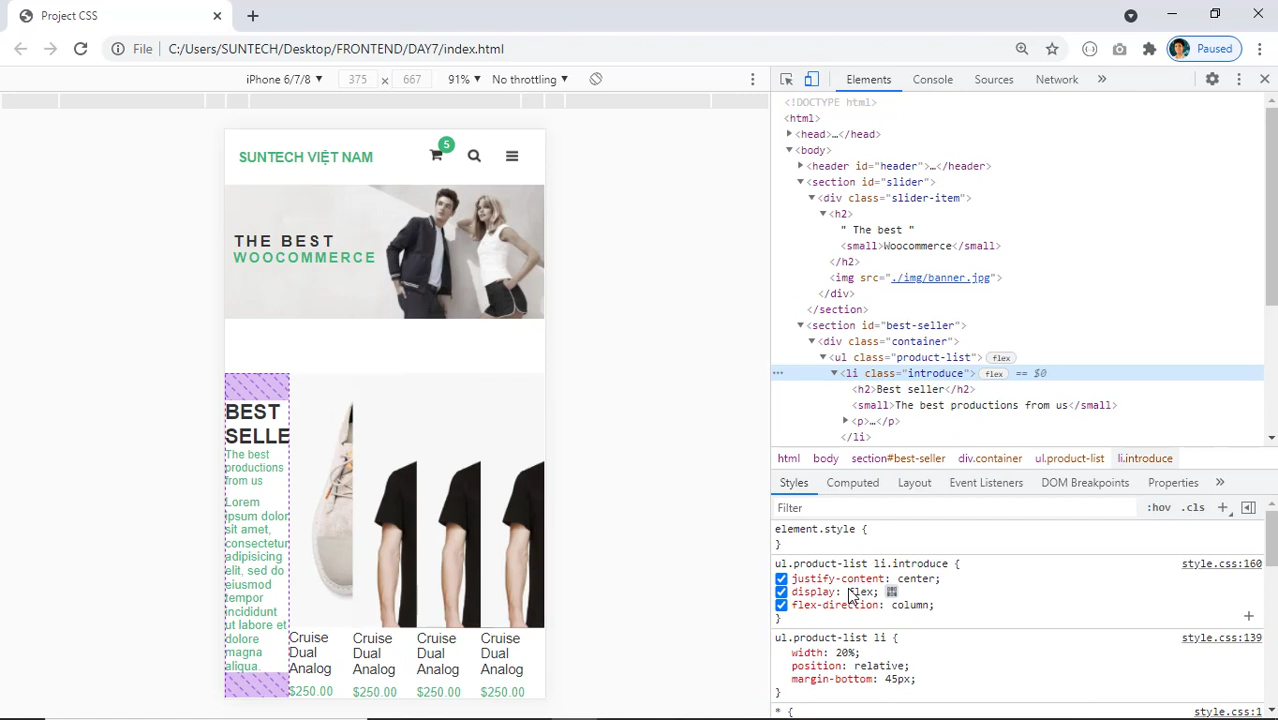 Project CSS
File
C:/Users/SUNTECH/Desktop/FRONTEND/DAY7/index.html
Paused
iPhone 6/7/8 ▼ 375 × 667 91% ▼ No throttling ▼
Elements Console Sources Network »
SUNTECH VIỆT NAM
5
THE BEST
WOOCOMMERCE
BEST
SELLE
The best
productions
from us
Lorem
ipsum dolor
sit amet,
consectetur
adipisicing
elit, sed do
eiusmod
tempor
incididunt
ut labore et
dolore
magna
aliqua.
Cruise
Dual
Analog
$250.00
Cruise
Dual
Analog
$250.00
Cruise
Dual
Analog
$250.00
Cruise
Dual
Analog
$250.00
<!DOCTYPE html>
<html>
▶<head>…</head>
▼<body>
▶<header id="header">…</header>
▼<section id="slider">
▼<div class="slider-item">
▼<h2>
" The best "
<small>Woocommerce</small>
</h2>
<img src="./img/banner.jpg">
</div>
</section>
▼<section id="best-seller">
▼<div class="container">
▼<ul class="product-list"> flex
▼<li class="introduce"> flex == $0
<h2>Best seller</h2>
<small>The best productions from us</small>
▶<p>…</p>
</li>
html body section#best-seller div.container ul.product-list li.introduce
Styles Computed Layout Event Listeners DOM Breakpoints Properties »
Filter :hov .cls +
element.style {
}
ul.product-list li.introduce { style.css:160
justify-content: center;
display: flex;
flex-direction: column;
}
ul.product-list li { style.css:139
width: 20%;
position: relative;
margin-bottom: 45px;
}
* { style.css:1